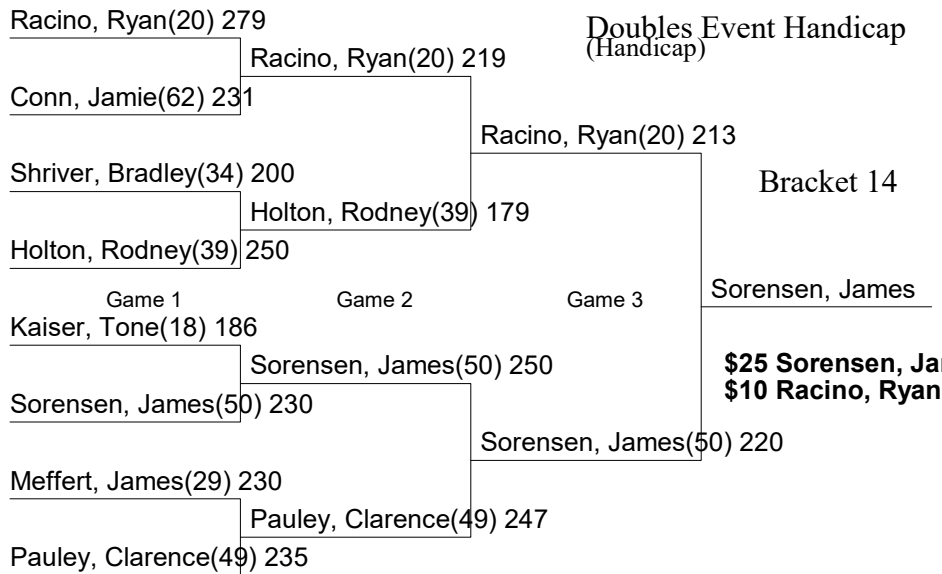 Racino, Ryan(20) 279
Doubles Event Handicap
(Handicap)
Racino, Ryan(20) 219
Conn, Jamie(62) 231
Racino, Ryan(20) 213
Shriver, Bradley(34) 200
Bracket 14
Holton, Rodney(39) 179
Holton, Rodney(39) 250
Game 1
Game 2
Game 3
Sorensen, James
Kaiser, Tone(18) 186
Sorensen, James(50) 250
$25 Sorensen, Jam
$10 Racino, Ryan
Sorensen, James(50) 230
Sorensen, James(50) 220
Meffert, James(29) 230
Pauley, Clarence(49) 247
Pauley, Clarence(49) 235